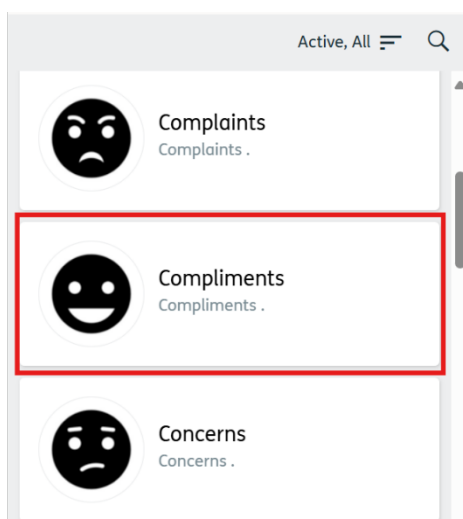 Active, All
Complaints
Complaints .
Compliments
Compliments .
Concerns
Concerns .